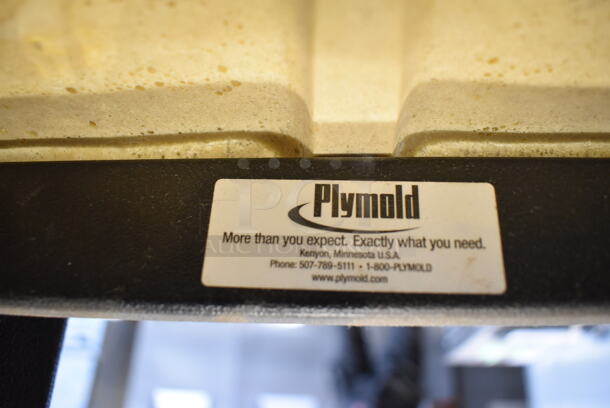 Plymold
More than you expect. Exactly what you need.
Kenyon, Minnesota U.S.A.
Phone: 507-789-5111 • 1-800-PLYMOLD
www.plymold.com